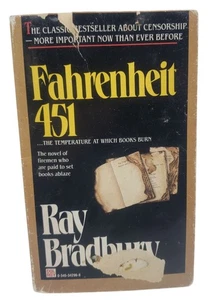 THE CLASSIC BESTSELLER ABOUT CENSORSHIP—
—MORE IMPORTANT NOW THAN EVER BEFORE
Fahrenheit
451
...THE TEMPERATURE AT WHICH BOOKS BURN
The novel of
firemen who
are paid to set
books ablaze
Ray
Bradbury